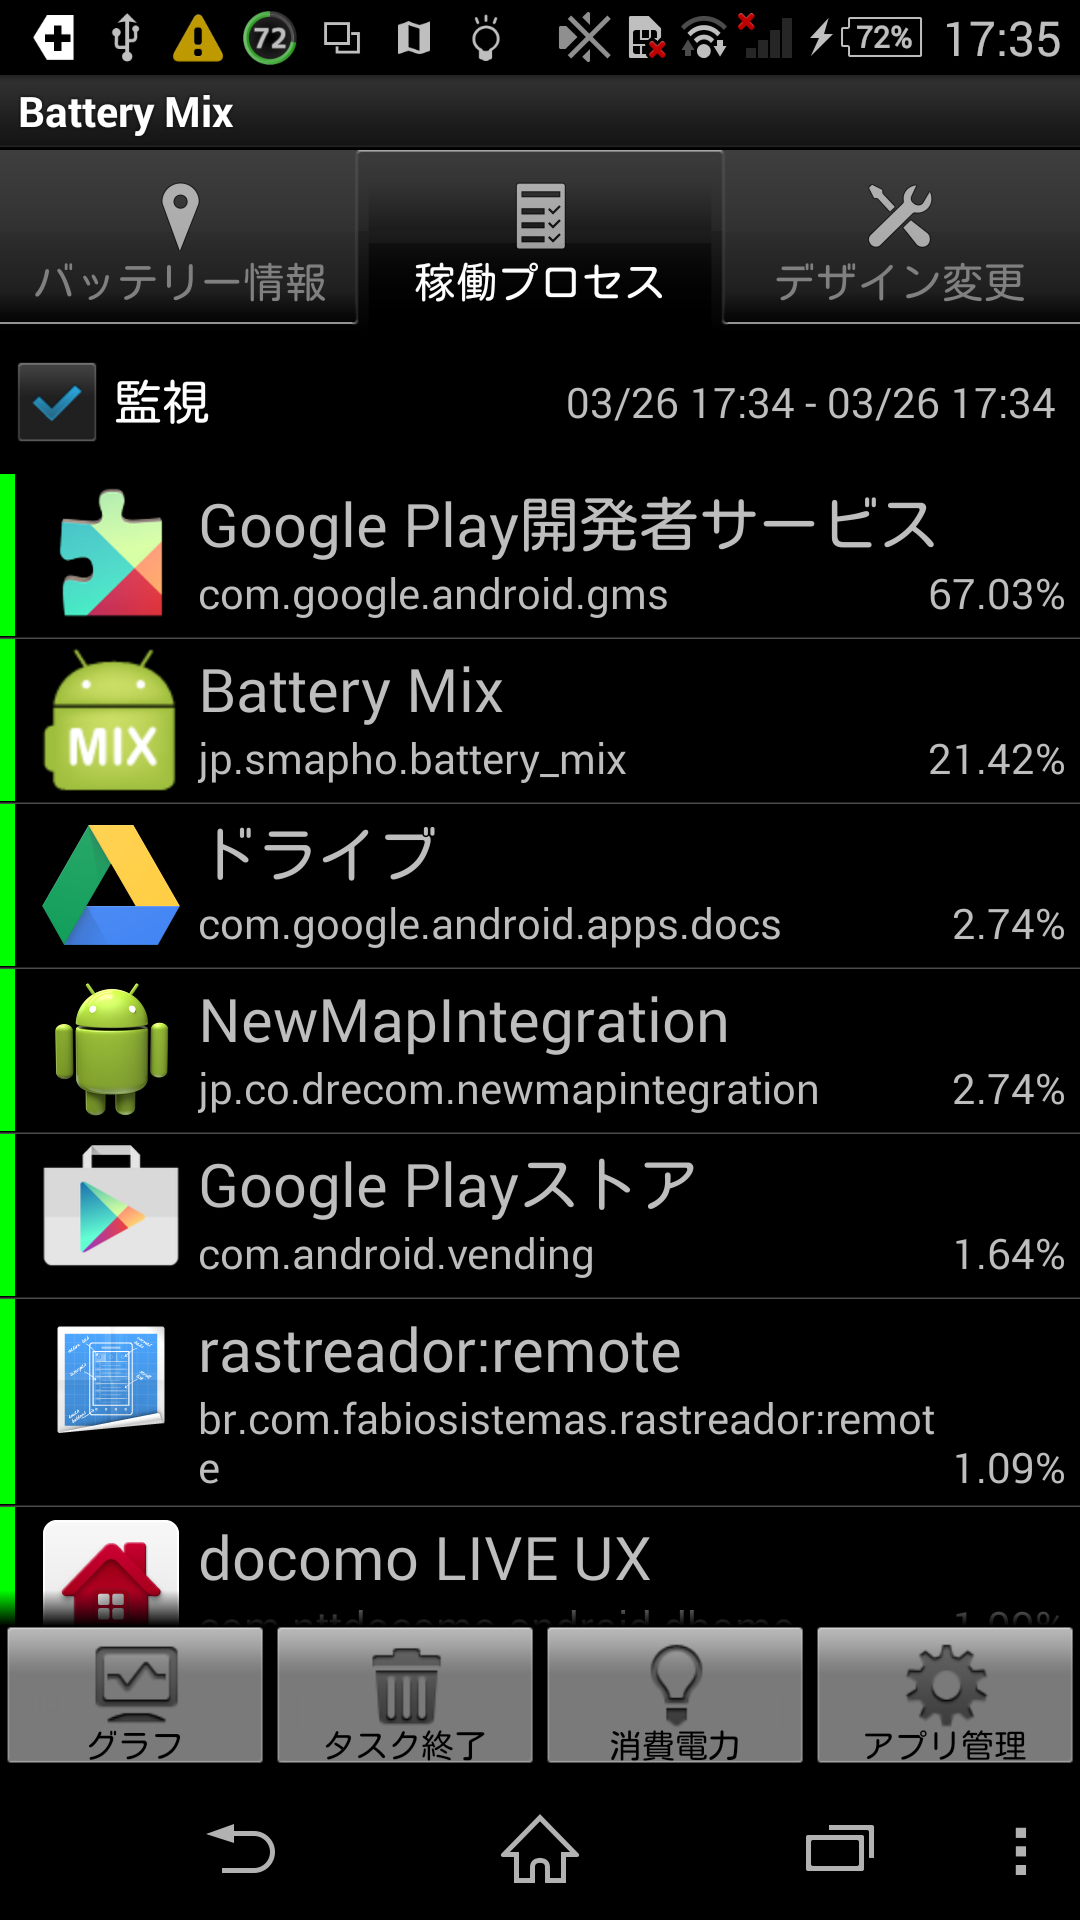 72 72% 17:35
Battery Mix
バッテリー情報 稼働プロセス デザイン変更
監視 03/26 17:34 - 03/26 17:34
Google Play開発者サービス
com.google.android.gms 67.03%
Battery Mix
MIX
jp.smapho.battery_mix 21.42%
ドライブ
com.google.android.apps.docs 2.74%
NewMapIntegration
jp.co.drecom.newmapintegration 2.74%
Google Playストア
com.android.vending 1.64%
rastreador:remote
br.com.fabiosistemas.rastreador:remot
e 1.09%
docomo LIVE UX
グラフ タスク終了 消費電力 アプリ管理